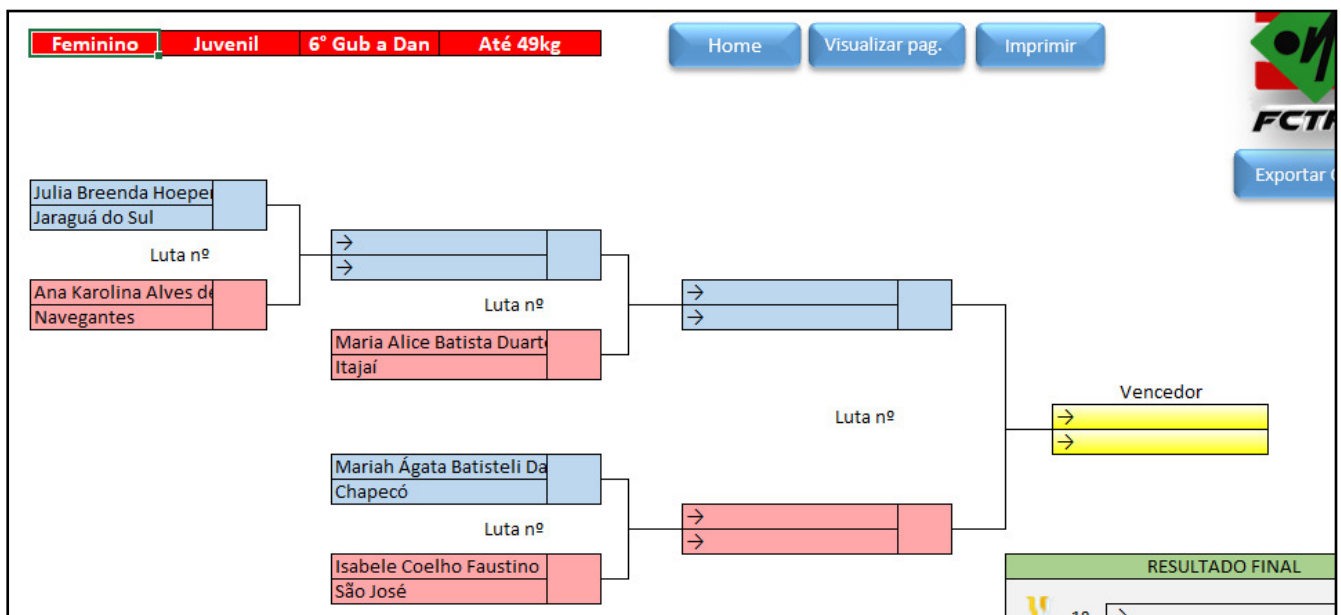 Feminino Juvenil 6° Gub a Dan Até 49kg
Home Visualizar pag. Imprimir
FCTK
Exportar
Julia Breenda Hoeper
Jaraguá do Sul
Luta nº
→
→
Ana Karolina Alves de
Navegantes
Luta nº
→
→
Maria Alice Batista Duarte
Itajaí
Vencedor
→
→
Luta nº
Mariah Ágata Batisteli Da
Chapecó
Luta nº
→
→
Isabele Coelho Faustino
São José
RESULTADO FINAL